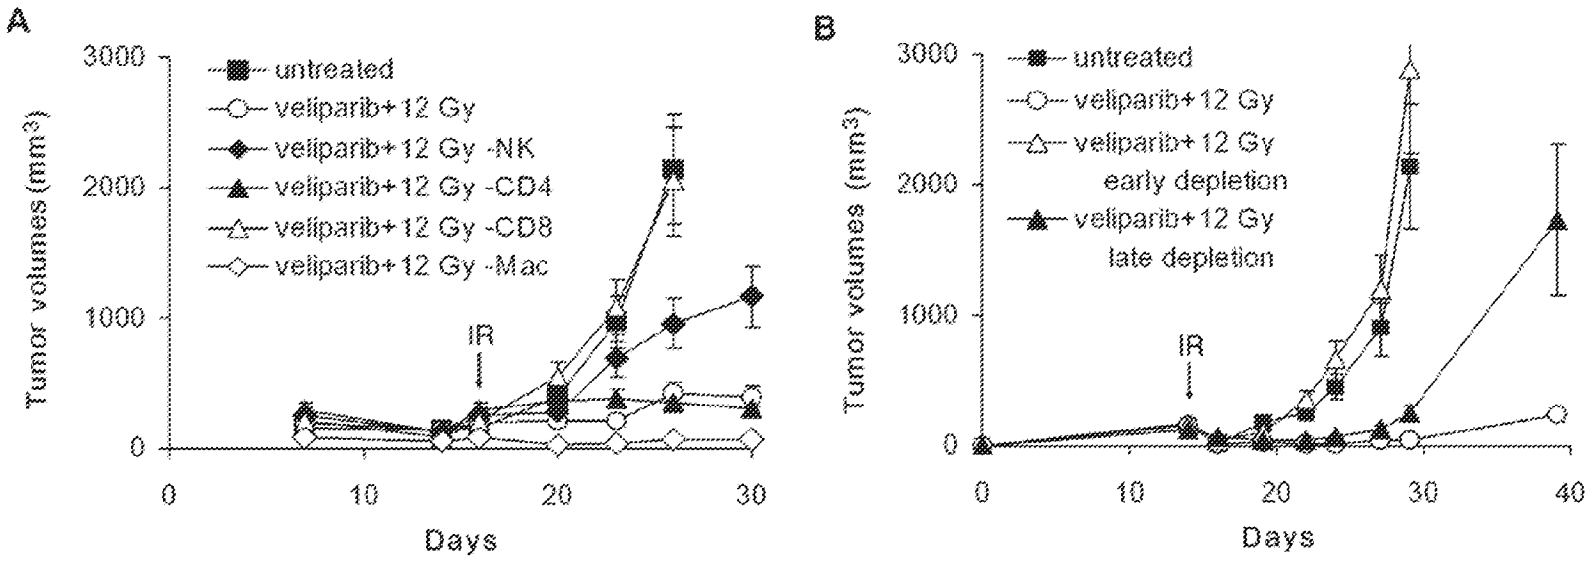 A
3000
2000
1000
0
Tumor volumes (mm³)
untreated
veliparib+12 Gy
veliparib+12 Gy -NK
veliparib+12 Gy -CD4
veliparib+12 Gy -CD8
veliparib+12 Gy -Mac
IR
0 10 20 30
Days
B
3000
2000
1000
0
Tumor volumes (mm³)
untreated
veliparib+12 Gy
veliparib+12 Gy
early depletion
veliparib+12 Gy
late depletion
IR
0 10 20 30 40
Days